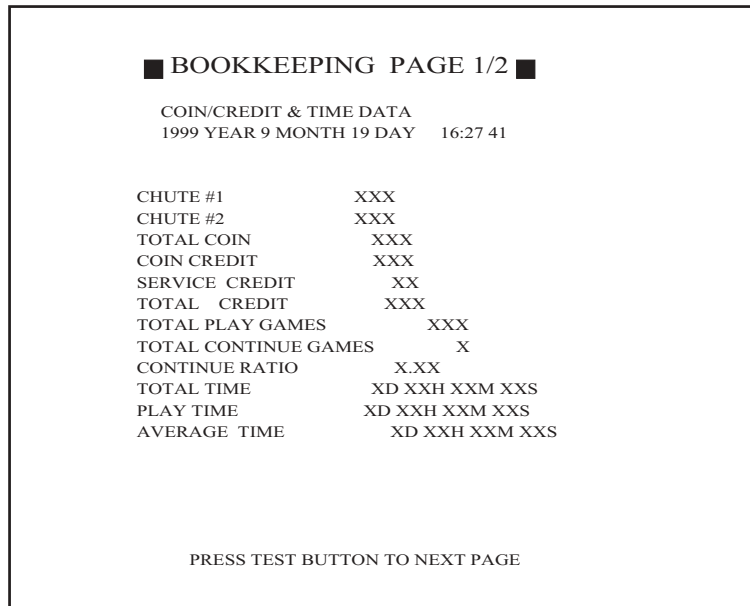 ■ BOOKKEEPING PAGE 1/2 ■
COIN/CREDIT & TIME DATA
1999 YEAR 9 MONTH 19 DAY 16:27 41
CHUTE #1 XXX
CHUTE #2 XXX
TOTAL COIN XXX
COIN CREDIT XXX
SERVICE CREDIT XX
TOTAL CREDIT XXX
TOTAL PLAY GAMES XXX
TOTAL CONTINUE GAMES X
CONTINUE RATIO X.XX
TOTAL TIME XD XXH XXM XXS
PLAY TIME XD XXH XXM XXS
AVERAGE TIME XD XXH XXM XXS
PRESS TEST BUTTON TO NEXT PAGE